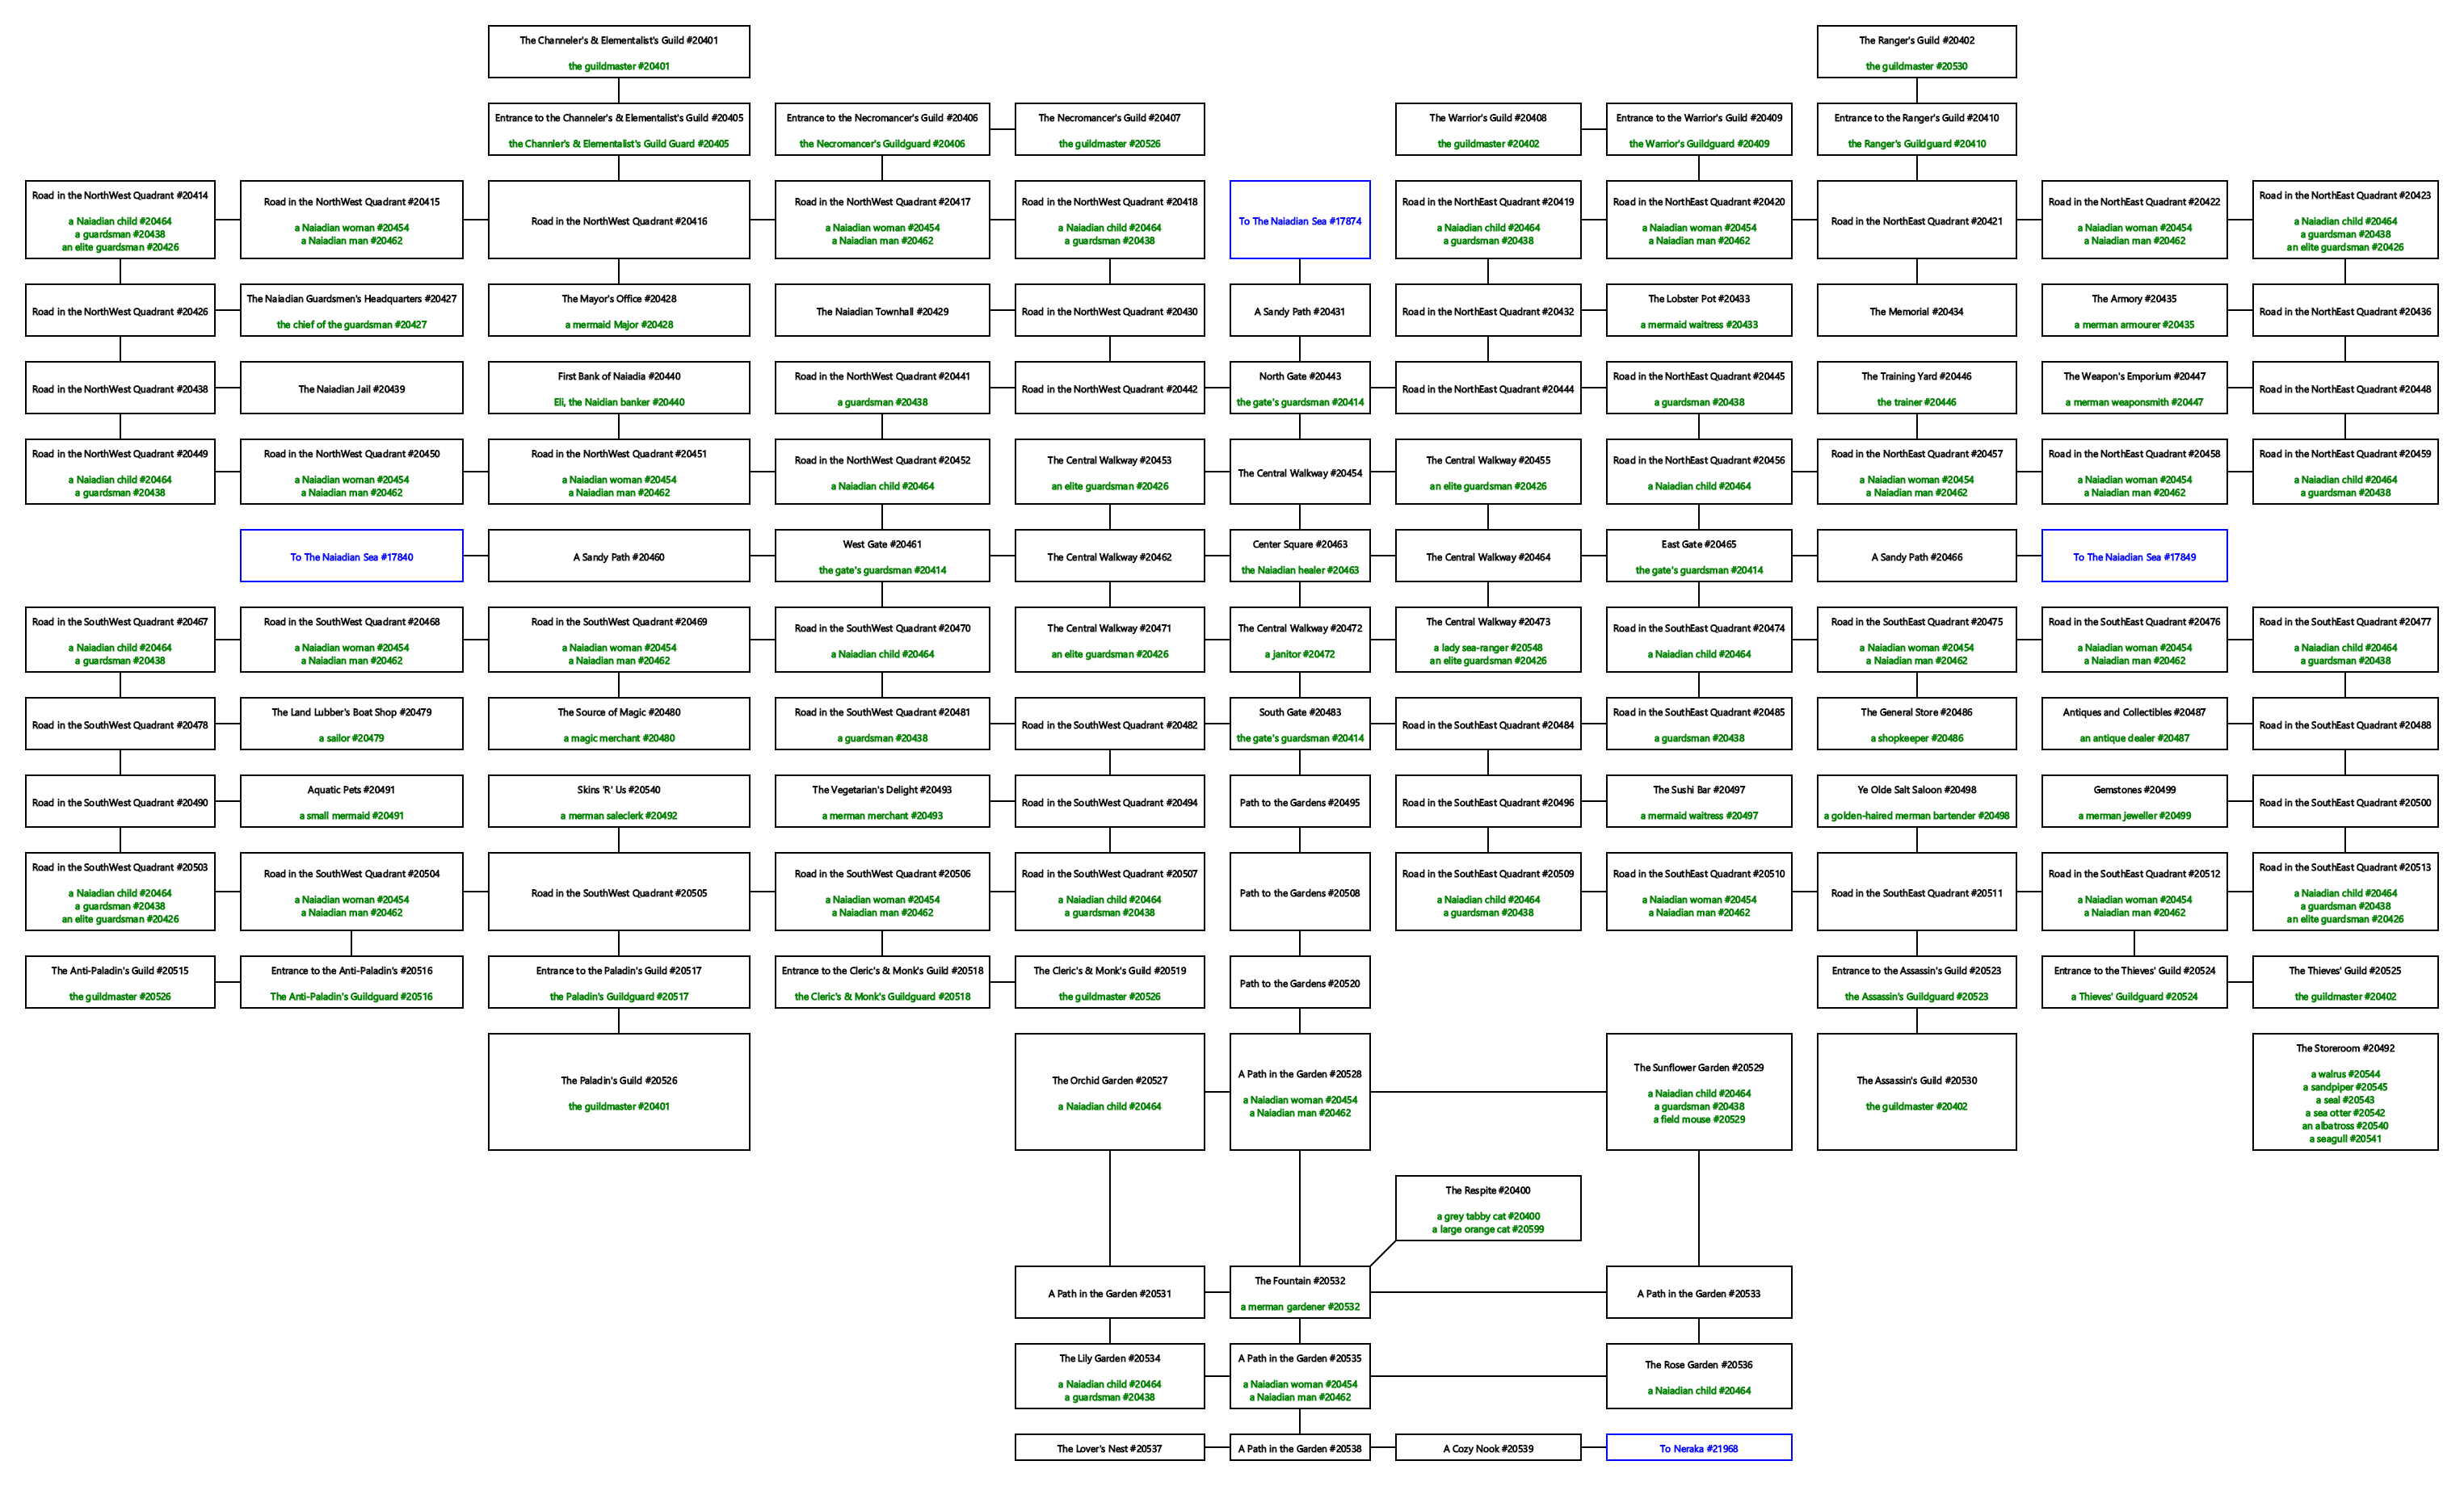 The Channeler's & Elementalist's Guild #20401
the guildmaster #20401
The Ranger's Guild #20402
the guildmaster #20530
Entrance to the Channeler's & Elementalist's Guild #20405
the Channler's & Elementalist's Guild Guard #20405
Entrance to the Necromancer's Guild #20406
the Necromancer's Guildguard #20406
The Necromancer's Guild #20407
the guildmaster #20526
The Warrior's Guild #20408
the guildmaster #20402
Entrance to the Warrior's Guild #20409
the Warrior's Guildguard #20409
Entrance to the Ranger's Guild #20410
the Ranger's Guildguard #20410
Road in the NorthWest Quadrant #20414
a Naiadian child #20464
a guardsman #20438
an elite guardsman #20426
Road in the NorthWest Quadrant #20415
a Naiadian woman #20454
a Naiadian man #20462
Road in the NorthWest Quadrant #20416
Road in the NorthWest Quadrant #20417
a Naiadian woman #20454
a Naiadian man #20462
Road in the NorthWest Quadrant #20418
a Naiadian child #20464
a guardsman #20438
To The Naiadian Sea #17874
Road in the NorthEast Quadrant #20419
a Naiadian child #20464
a guardsman #20438
Road in the NorthEast Quadrant #20420
a Naiadian woman #20454
a Naiadian man #20462
Road in the NorthEast Quadrant #20421
Road in the NorthEast Quadrant #20422
a Naiadian woman #20454
a Naiadian man #20462
Road in the NorthEast Quadrant #20423
a Naiadian child #20464
a guardsman #20438
an elite guardsman #20426
Road in the NorthWest Quadrant #20426
The Naiadian Guardsmen's Headquarters #20427
the chief of the guardsman #20427
The Mayor's Office #20428
a mermaid Major #20428
The Naiadian Townhall #20429
Road in the NorthWest Quadrant #20430
A Sandy Path #20431
Road in the NorthEast Quadrant #20432
The Lobster Pot #20433
a mermaid waitress #20433
The Memorial #20434
The Armory #20435
a merman armourer #20435
Road in the NorthEast Quadrant #20436
Road in the NorthWest Quadrant #20438
The Naiadian Jail #20439
First Bank of Naiadia #20440
Eli, the Naidian banker #20440
Road in the NorthWest Quadrant #20441
a guardsman #20438
Road in the NorthWest Quadrant #20442
North Gate #20443
the gate's guardsman #20414
Road in the NorthEast Quadrant #20444
Road in the NorthEast Quadrant #20445
a guardsman #20438
The Training Yard #20446
the trainer #20446
The Weapon's Emporium #20447
a merman weaponsmith #20447
Road in the NorthEast Quadrant #20448
Road in the NorthWest Quadrant #20449
a Naiadian child #20464
a guardsman #20438
Road in the NorthWest Quadrant #20450
a Naiadian woman #20454
a Naiadian man #20462
Road in the NorthWest Quadrant #20451
a Naiadian woman #20454
a Naiadian man #20462
Road in the NorthWest Quadrant #20452
a Naiadian child #20464
The Central Walkway #20453
an elite guardsman #20426
The Central Walkway #20454
The Central Walkway #20455
an elite guardsman #20426
Road in the NorthEast Quadrant #20456
a Naiadian child #20464
Road in the NorthEast Quadrant #20457
a Naiadian woman #20454
a Naiadian man #20462
Road in the NorthEast Quadrant #20458
a Naiadian woman #20454
a Naiadian man #20462
Road in the NorthEast Quadrant #20459
a Naiadian child #20464
a guardsman #20438
To The Naiadian Sea #17840
A Sandy Path #20460
West Gate #20461
the gate's guardsman #20414
The Central Walkway #20462
Center Square #20463
the Naiadian healer #20463
The Central Walkway #20464
East Gate #20465
the gate's guardsman #20414
A Sandy Path #20466
To The Naiadian Sea #17849
Road in the SouthWest Quadrant #20467
a Naiadian child #20464
a guardsman #20438
Road in the SouthWest Quadrant #20468
a Naiadian woman #20454
a Naiadian man #20462
Road in the SouthWest Quadrant #20469
a Naiadian woman #20454
a Naiadian man #20462
Road in the SouthWest Quadrant #20470
a Naiadian child #20464
The Central Walkway #20471
an elite guardsman #20426
The Central Walkway #20472
a janitor #20472
The Central Walkway #20473
a lady sea-ranger #20548
an elite guardsman #20426
Road in the SouthEast Quadrant #20474
a Naiadian child #20464
Road in the SouthEast Quadrant #20475
a Naiadian woman #20454
a Naiadian man #20462
Road in the SouthEast Quadrant #20476
a Naiadian woman #20454
a Naiadian man #20462
Road in the SouthEast Quadrant #20477
a Naiadian child #20464
a guardsman #20438
Road in the SouthWest Quadrant #20478
The Land Lubber's Boat Shop #20479
a sailor #20479
The Source of Magic #20480
a magic merchant #20480
Road in the SouthWest Quadrant #20481
a guardsman #20438
Road in the SouthWest Quadrant #20482
South Gate #20483
the gate's guardsman #20414
Road in the SouthEast Quadrant #20484
Road in the SouthEast Quadrant #20485
a guardsman #20438
The General Store #20486
a shopkeeper #20486
Antiques and Collectibles #20487
an antique dealer #20487
Road in the SouthEast Quadrant #20488
Road in the SouthWest Quadrant #20490
Aquatic Pets #20491
a small mermaid #20491
Skins 'R' Us #20540
a merman saleclerk #20492
The Vegetarian's Delight #20493
a merman merchant #20493
Road in the SouthWest Quadrant #20494
Path to the Gardens #20495
Road in the SouthEast Quadrant #20496
The Sushi Bar #20497
a mermaid waitress #20497
Ye Olde Salt Saloon #20498
a golden-haired merman bartender #20498
Gemstones #20499
a merman jeweller #20499
Road in the SouthEast Quadrant #20500
Road in the SouthWest Quadrant #20503
a Naiadian child #20464
a guardsman #20438
an elite guardsman #20426
Road in the SouthWest Quadrant #20504
a Naiadian woman #20454
a Naiadian man #20462
Road in the SouthWest Quadrant #20505
Road in the SouthWest Quadrant #20506
a Naiadian woman #20454
a Naiadian man #20462
Road in the SouthWest Quadrant #20507
a Naiadian child #20464
a guardsman #20438
Path to the Gardens #20508
Road in the SouthEast Quadrant #20509
a Naiadian child #20464
a guardsman #20438
Road in the SouthEast Quadrant #20510
a Naiadian woman #20454
a Naiadian man #20462
Road in the SouthEast Quadrant #20511
Road in the SouthEast Quadrant #20512
a Naiadian woman #20454
a Naiadian man #20462
Road in the SouthEast Quadrant #20513
a Naiadian child #20464
a guardsman #20438
an elite guardsman #20426
The Anti-Paladin's Guild #20515
the guildmaster #20526
Entrance to the Anti-Paladin's #20516
The Anti-Paladin's Guildguard #20516
Entrance to the Paladin's Guild #20517
the Paladin's Guildguard #20517
Entrance to the Cleric's & Monk's Guild #20518
the Cleric's & Monk's Guildguard #20518
The Cleric's & Monk's Guild #20519
the guildmaster #20526
Path to the Gardens #20520
Entrance to the Assassin's Guild #20523
the Assassin's Guildguard #20523
Entrance to the Thieves' Guild #20524
a Thieves' Guildguard #20524
The Thieves' Guild #20525
the guildmaster #20402
The Paladin's Guild #20526
the guildmaster #20401
The Orchid Garden #20527
a Naiadian child #20464
A Path in the Garden #20528
a Naiadian woman #20454
a Naiadian man #20462
The Sunflower Garden #20529
a Naiadian child #20464
a guardsman #20438
a field mouse #20529
The Assassin's Guild #20530
the guildmaster #20402
The Storeroom #20492
a walrus #20544
a sandpiper #20545
a seal #20543
a sea otter #20542
an albatross #20540
a seagull #20541
The Respite #20400
a grey tabby cat #20400
a large orange cat #20599
A Path in the Garden #20531
The Fountain #20532
a merman gardener #20532
A Path in the Garden #20533
The Lily Garden #20534
a Naiadian child #20464
a guardsman #20438
A Path in the Garden #20535
a Naiadian woman #20454
a Naiadian man #20462
The Rose Garden #20536
a Naiadian child #20464
The Lover's Nest #20537
A Path in the Garden #20538
A Cozy Nook #20539
To Neraka #21968